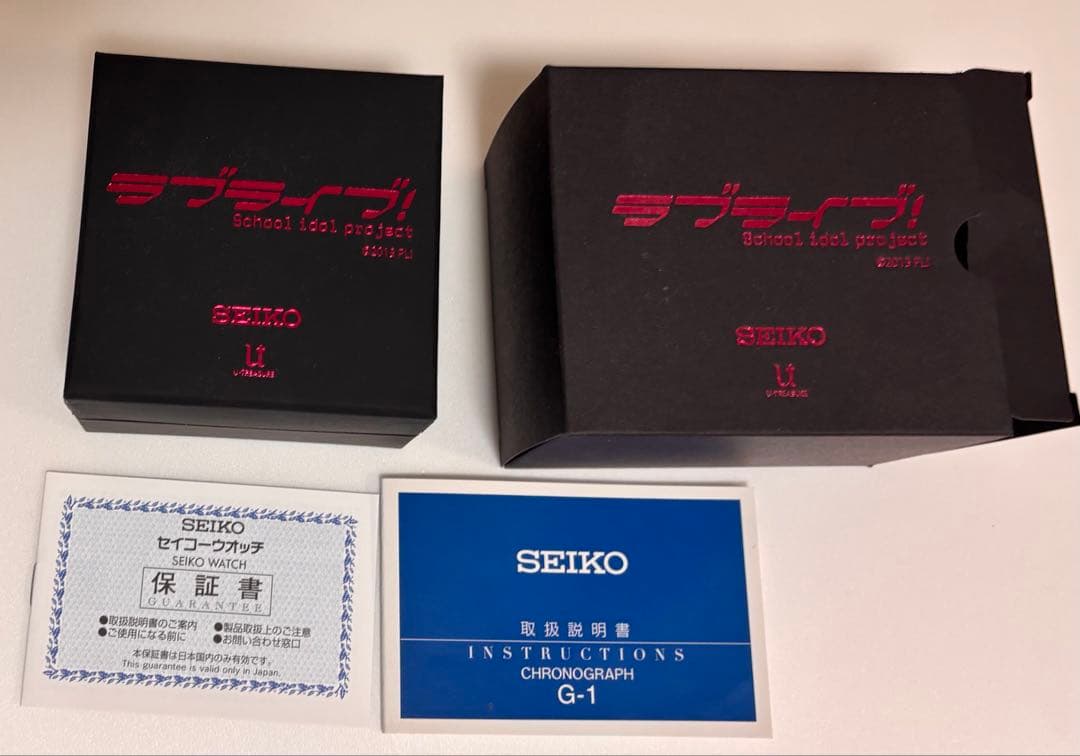 ラブライブ!
School idol project
©2013 PL!
SEIKO
U
U-TREASURE
ラブライブ!
School idol project
©2013 PL!
SEIKO
U
U-TREASURE
SEIKO
セイコーウオッチ
SEIKO WATCH
保証書
GUARANTEE
●取扱説明書のご案内 ●製品取扱上のご注意
●ご使用になる前に ●お問い合わせ窓口
本保証書は日本国内のみ有効です。
This guarantee is valid only in Japan.
SEIKO
取扱説明書
INSTRUCTIONS
CHRONOGRAPH
G-1